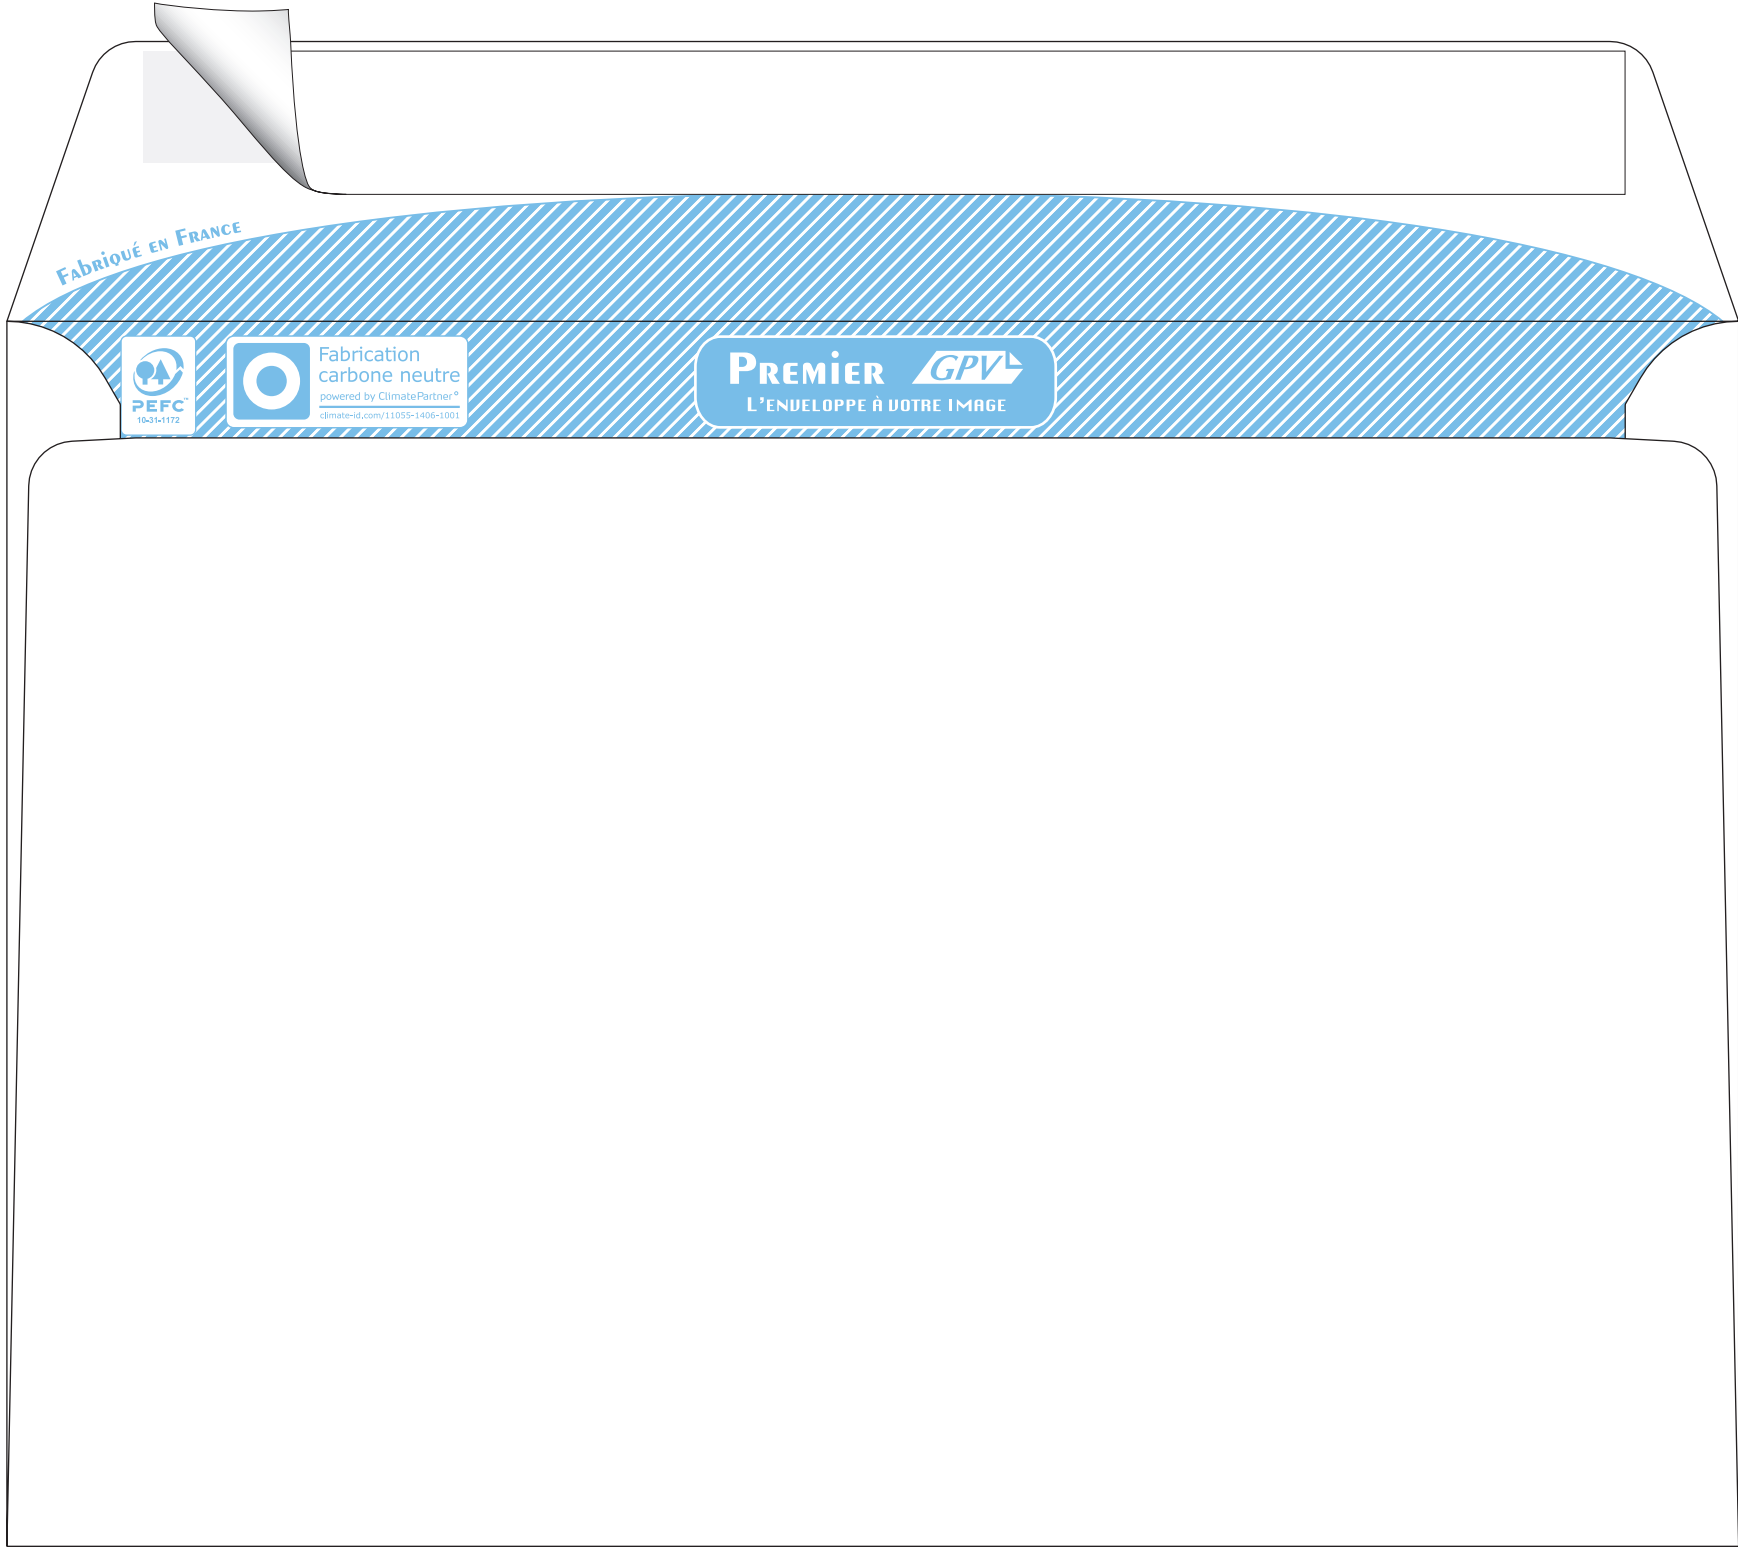 Fabriqué en France
PEFC™
10-31-1172
Fabrication
carbone neutre
powered by ClimatePartner°
climate-id.com/11055-1406-1001
Premier GPV
L'enveloppe à votre image